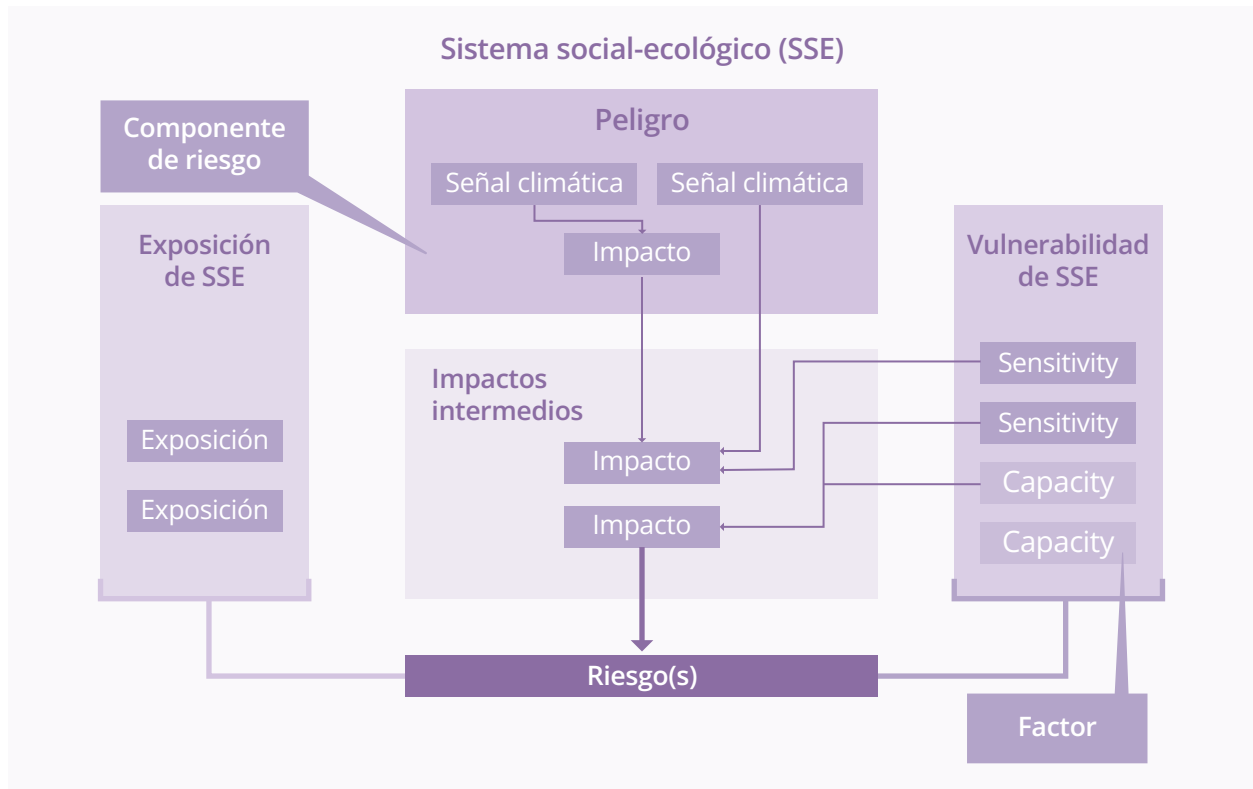 Sistema social-ecológico (SSE)
Componente
de riesgo
Peligro
Señal climática
Señal climática
Impacto
Exposición
de SSE
Exposición
Exposición
Impactos
intermedios
Impacto
Impacto
Vulnerabilidad
de SSE
Sensitivity
Sensitivity
Capacity
Capacity
Riesgo(s)
Factor